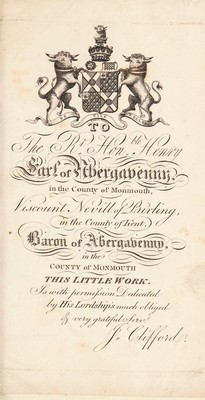 TO
The Rt. Honble. Henry
Earl of Abergavenny,
in the County of Monmouth,
Viscount Nevill of Birling,
in the County of Kent,
Baron of Abergavenny,
in the
COUNTY of MONMOUTH
THIS LITTLE WORK.
Is with permission Dedicated
by His Lordship's much obliged
& very grateful Servt.
Jo Clifford.